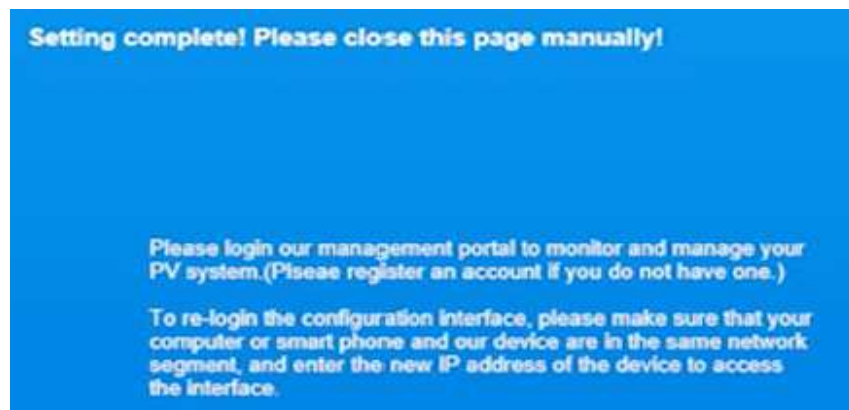 Setting complete! Please close this page manually!
Please login our management portal to monitor and manage your
PV system.(Plseae register an account if you do not have one.)
To re-login the configuration interface, please make sure that your
computer or smart phone and our device are in the same network
segment, and enter the new IP address of the device to access
the interface.